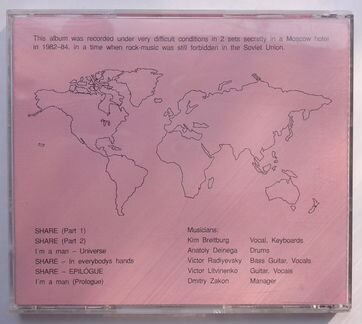 This album was recorded under very difficult conditions in 2 sets secretly in a Moscow hotel
in 1982–84, in a time when rock-music was still forbidden in the Soviet Union.
SHARE (Part 1)
SHARE (Part 2)
I'm a man – Universe
SHARE – In everybodys hands
SHARE – EPILOGUE
I'm a man (Prologue)
Musicians:
Kim Breitburg Vocal, Keyboards
Anatoly Deinega Drums
Victor Radiyevsky Bass Guitar, Vocals
Victor Litvinenko Guitar, Vocals
Dmitry Zakon Manager